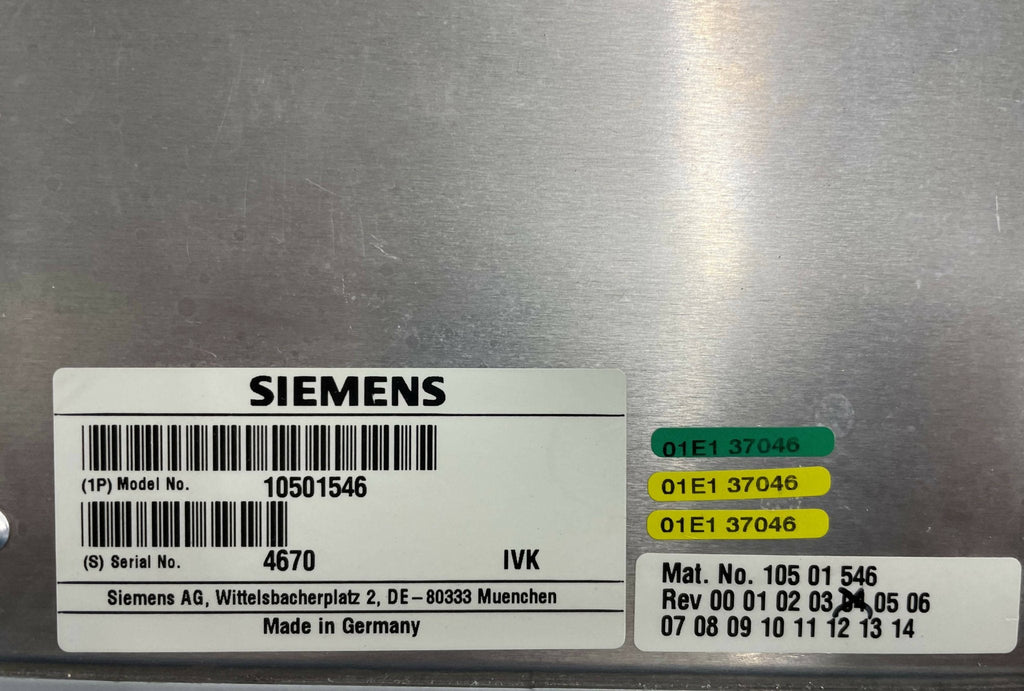 SIEMENS
(1P) Model No. 10501546
(S) Serial No. 4670 IVK
Siemens AG, Wittelsbacherplatz 2, DE-80333 Muenchen
Made in Germany
01E1 37046
01E1 37046
01E1 37046
Mat. No. 105 01 546
Rev 00 01 02 03 04 05 06
07 08 09 10 11 12 13 14